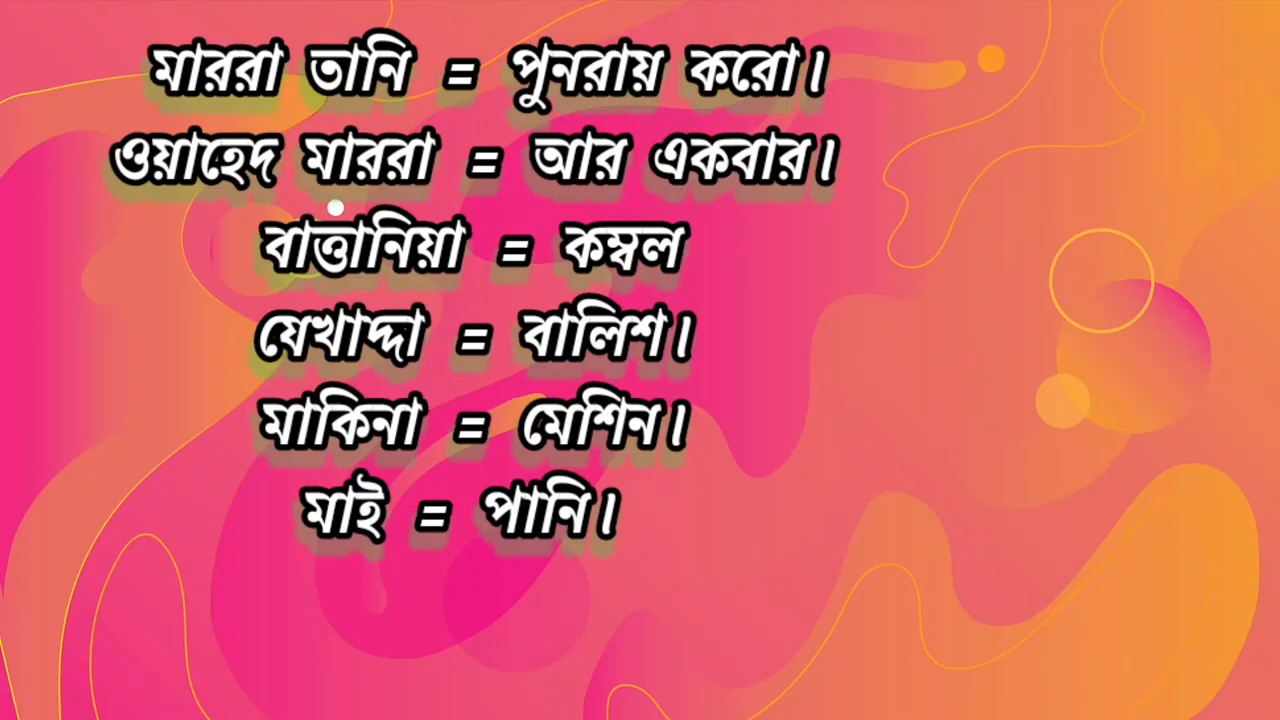 মাররা তানি = পুনরায় করো।
ওয়াহেদ মাররা = আর একবার।
বাত্তানিয়া = কম্বল
যেখাদ্দা = বালিশ।
মাকিনা = মেশিন।
মাই = পানি।